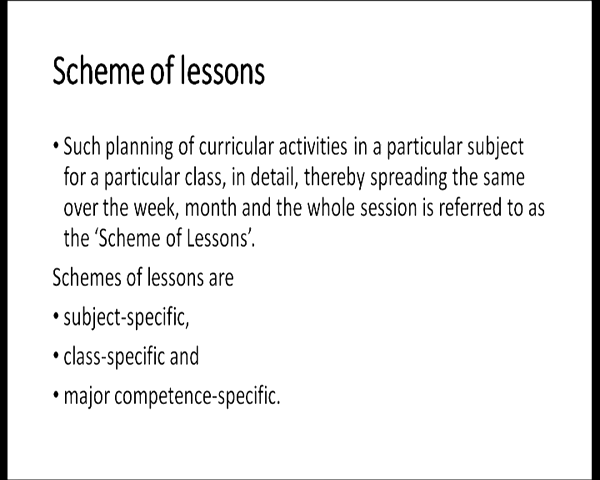 Scheme of lessons
• Such planning of curricular activities in a particular subject
for a particular class, in detail, thereby spreading the same
over the week, month and the whole session is referred to as
the ‘Scheme of Lessons’.
Schemes of lessons are
• subject-specific,
• class-specific and
• major competence-specific.